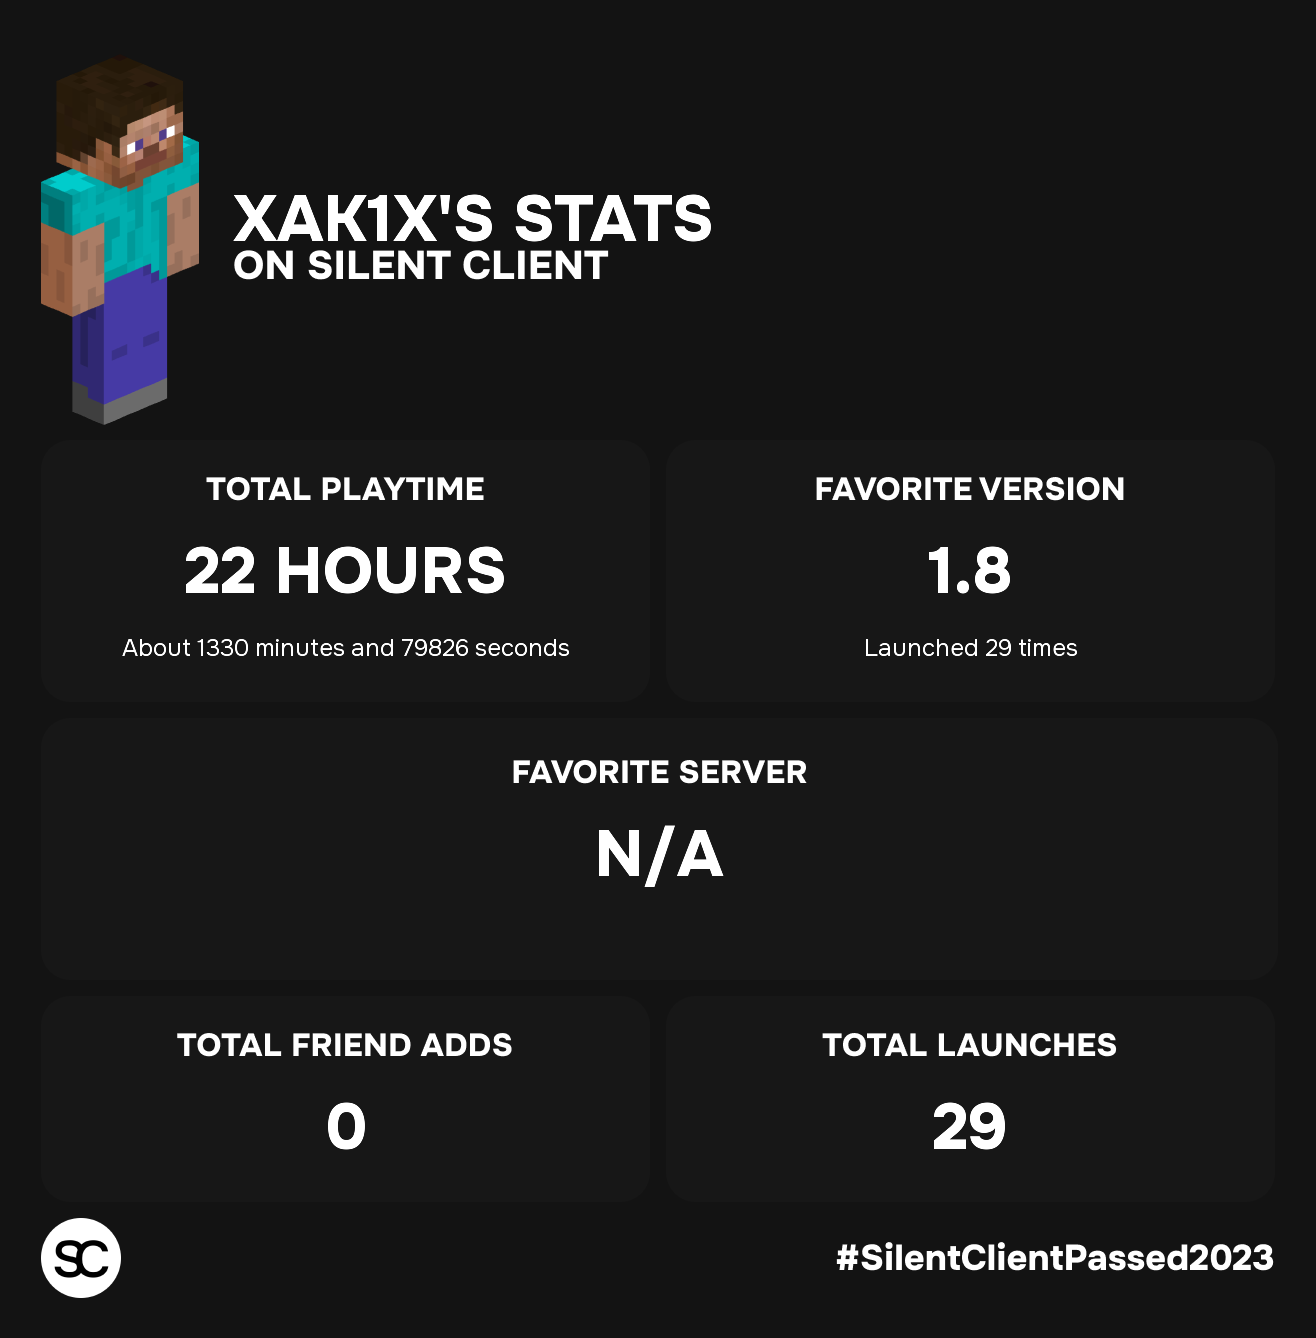 XAK1X'S STATS
ON SILENT CLIENT
TOTAL PLAYTIME
22 HOURS
About 1330 minutes and 79826 seconds
FAVORITE VERSION
1.8
Launched 29 times
FAVORITE SERVER
N/A
TOTAL FRIEND ADDS
0
TOTAL LAUNCHES
29
SC
#SilentClientPassed2023